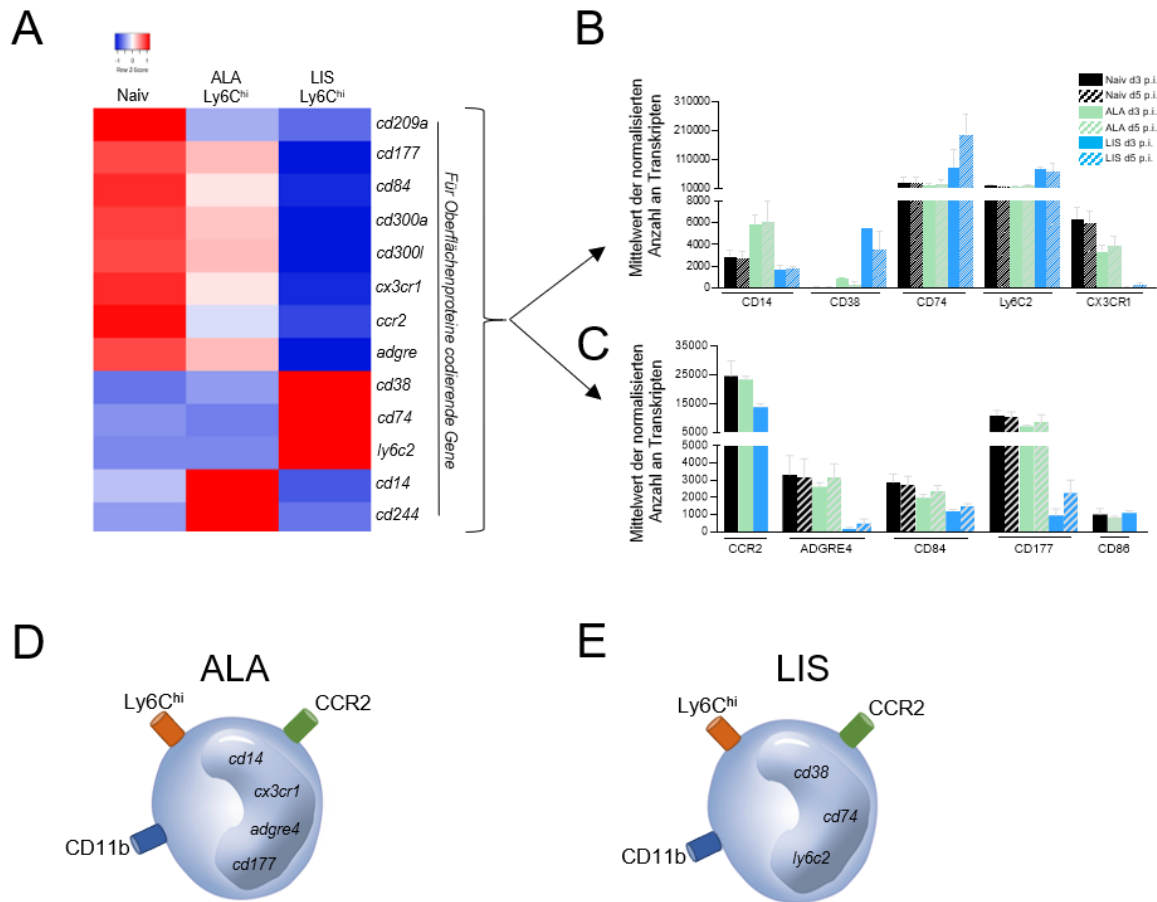 A
-1 0 1
Row Z-Score
Naiv
ALA
Ly6Chi
LIS
Ly6Chi
cd209a
cd177
cd84
cd300a
cd300l
cx3cr1
ccr2
adgre
cd38
cd74
ly6c2
cd14
cd244
Für Oberflächenproteine codierende Gene
B
Mittelwert der normalisierten
Anzahl an Transkripten
310000
210000
110000
10000
8000
6000
4000
2000
0
CD14 CD38 CD74 Ly6C2 CX3CR1
Naiv d3 p.i.
Naiv d5 p.i.
ALA d3 p.i.
ALA d5 p.i.
LIS d3 p.i.
LIS d5 p.i.
C
Mittelwert der normalisierten
Anzahl an Transkripten
35000
25000
15000
5000
5000
4000
3000
2000
1000
0
CCR2 ADGRE4 CD84 CD177 CD86
D
ALA
Ly6Chi
CCR2
CD11b
cd14
cx3cr1
adgre4
cd177
E
LIS
Ly6Chi
CCR2
CD11b
cd38
cd74
ly6c2